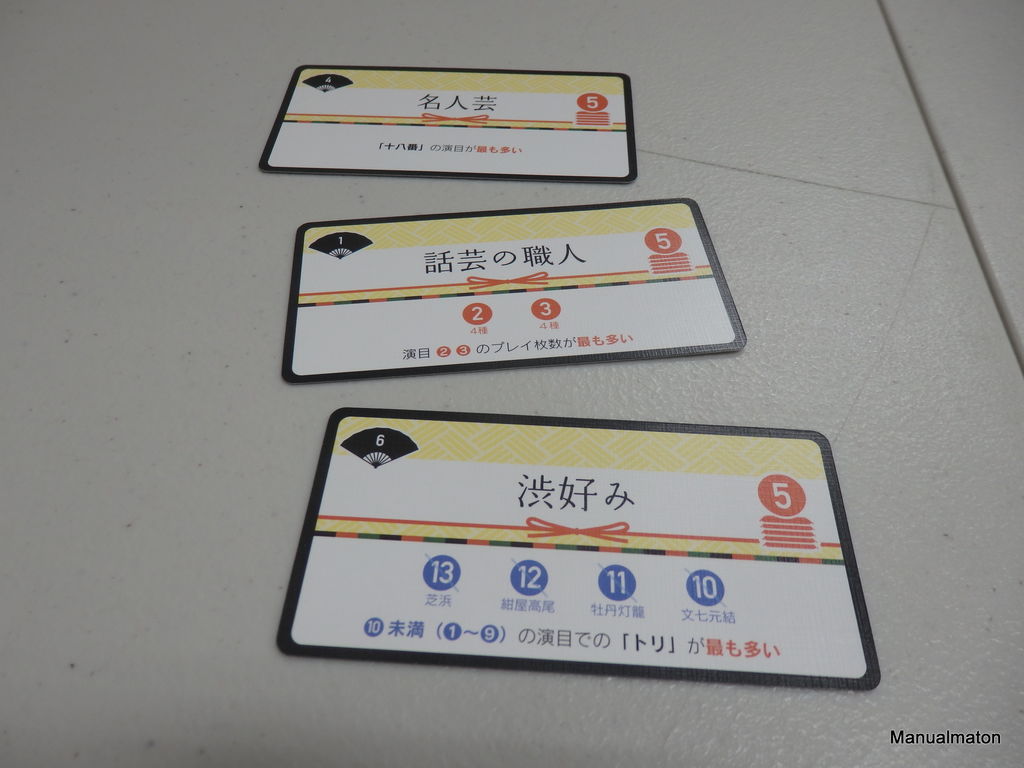 4
名人芸
5
「十八番」の演目が最も多い
1
話芸の職人
5
2 3
4種 4種
演目 2 3 のプレイ枚数が最も多い
6
渋好み
5
13 12 11 10
芝浜 紺屋高尾 牡丹灯籠 文七元結
10 未満（1～9）の演目での「トリ」が最も多い
Manualmaton